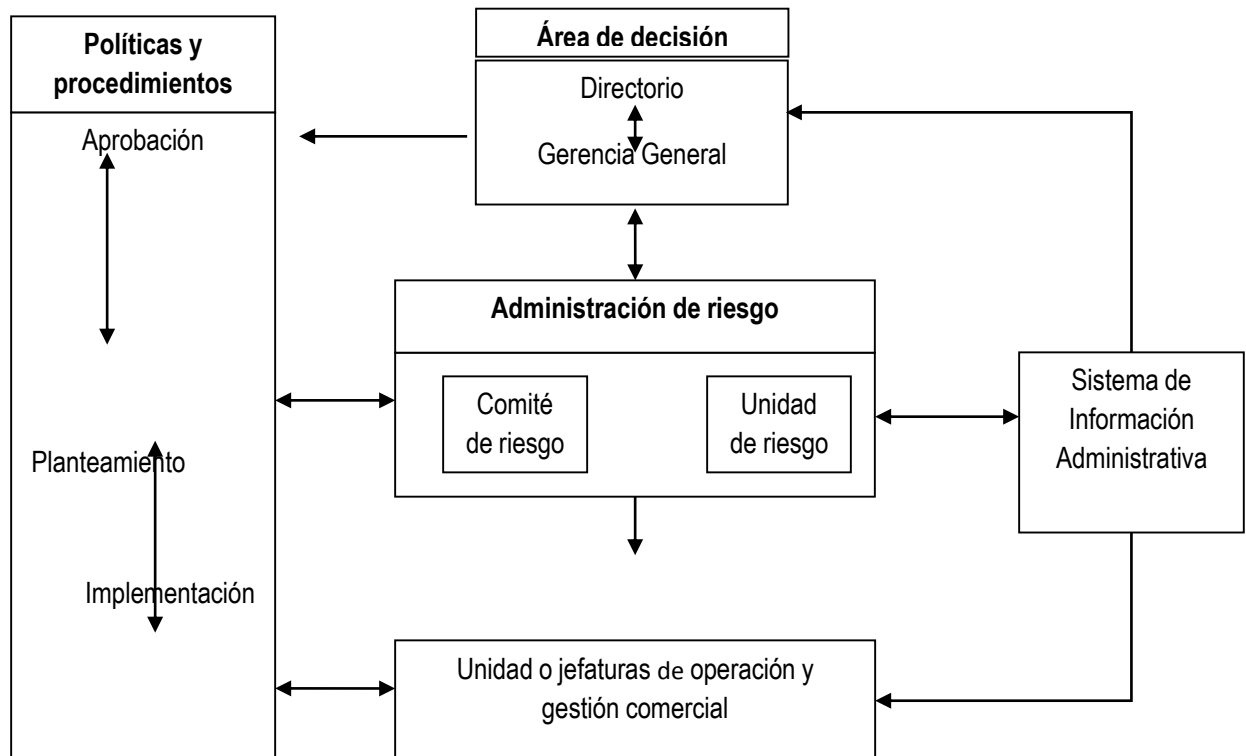 Políticas y
procedimientos
Aprobación
Planteamiento
Implementación
Área de decisión
Directorio
Gerencia General
Administración de riesgo
Comité
de riesgo
Unidad
de riesgo
Sistema de
Información
Administrativa
Unidad o jefaturas de operación y
gestión comercial